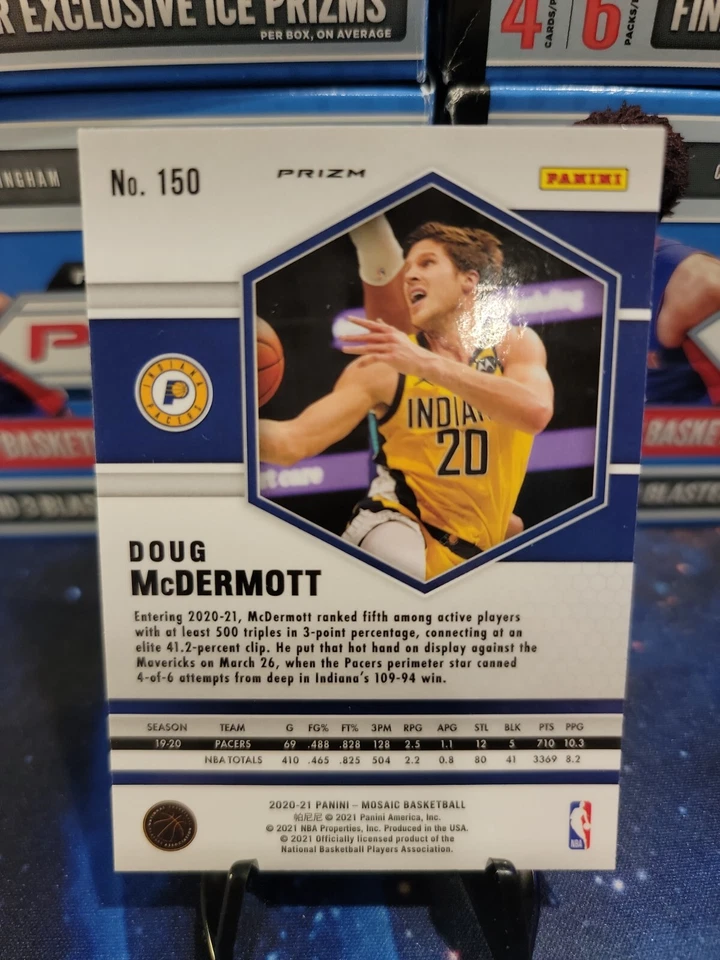 R EXCLUSIVE ICE PRIZMS
PER BOX, ON AVERAGE
4 CARDS/P
6 PACKS/
FIN
NGHAM
No. 150
PRIZM
PANINI
INDIANA
PACERS
INDIANA
20
P
BASKET
BASKE
BLASTE
DOUG
McDERMOTT
Entering 2020-21, McDermott ranked fifth among active players
with at least 500 triples in 3-point percentage, connecting at an
elite 41.2-percent clip. He put that hot hand on display against the
Mavericks on March 26, when the Pacers perimeter star canned
4-of-6 attempts from deep in Indiana's 109-94 win.
SEASON TEAM G FG% FT% 3PM RPG APG STL BLK PTS PPG
19-20 PACERS 69 .488 .828 128 2.5 1.1 12 5 710 10.3
NBA TOTALS 410 .465 .825 504 2.2 0.8 80 41 3369 8.2
2020-21 PANINI – MOSAIC BASKETBALL
帕尼尼 © 2021 Panini America, Inc.
© 2021 NBA Properties, Inc. Produced in the USA.
© 2021 Officially licensed product of the
National Basketball Players Association.
NBA